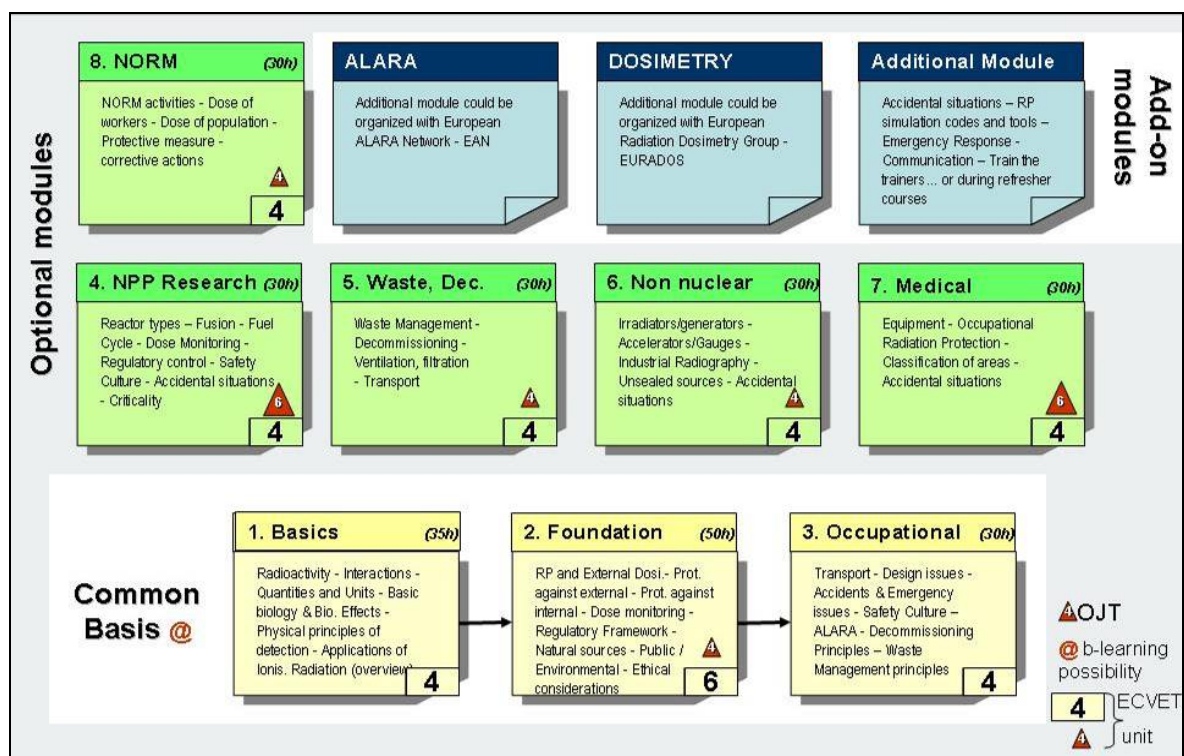 Optional modules
8. NORM (30h)
NORM activities - Dose of
workers - Dose of population -
Protective measure -
corrective actions
4
4
ALARA
Additional module could be
organized with European
ALARA Network - EAN
DOSIMETRY
Additional module could be
organized with European
Radiation Dosimetry Group -
EURADOS
Additional Module
Accidental situations – RP
simulation codes and tools –
Emergency Response -
Communication – Train the
trainers... or during refresher
courses
Add-on
modules
4. NPP Research (30h)
Reactor types – Fusion - Fuel
Cycle - Dose Monitoring -
Regulatory control - Safety
Culture - Accidental situations
- Criticality
6
4
5. Waste, Dec. (30h)
Waste Management -
Decommissioning -
Ventilation, filtration
- Transport
4
4
6. Non nuclear (30h)
Irradiators/generators -
Accelerators/Gauges -
Industrial Radiography -
Unsealed sources - Accidental
situations
4
4
7. Medical (30h)
Equipment - Occupational
Radiation Protection -
Classification of areas -
Accidental situations
6
4
Common
Basis @
1. Basics (35h)
Radioactivity - Interactions -
Quantities and Units - Basic
biology & Bio. Effects -
Physical principles of
detection - Applications of
Ionis. Radiation (overview)
4
2. Foundation (50h)
RP and External Dosi.- Prot.
against external - Prot. against
internal - Dose monitoring -
Regulatory Framework -
Natural sources - Public /
Environmental - Ethical
considerations
4
6
3. Occupational (30h)
Transport - Design issues -
Accidents & Emergency
issues - Safety Culture –
ALARA - Decommissioning
Principles – Waste
Management principles
4
4 OJT
@ b-learning
possibility
4 ECVET
4 unit